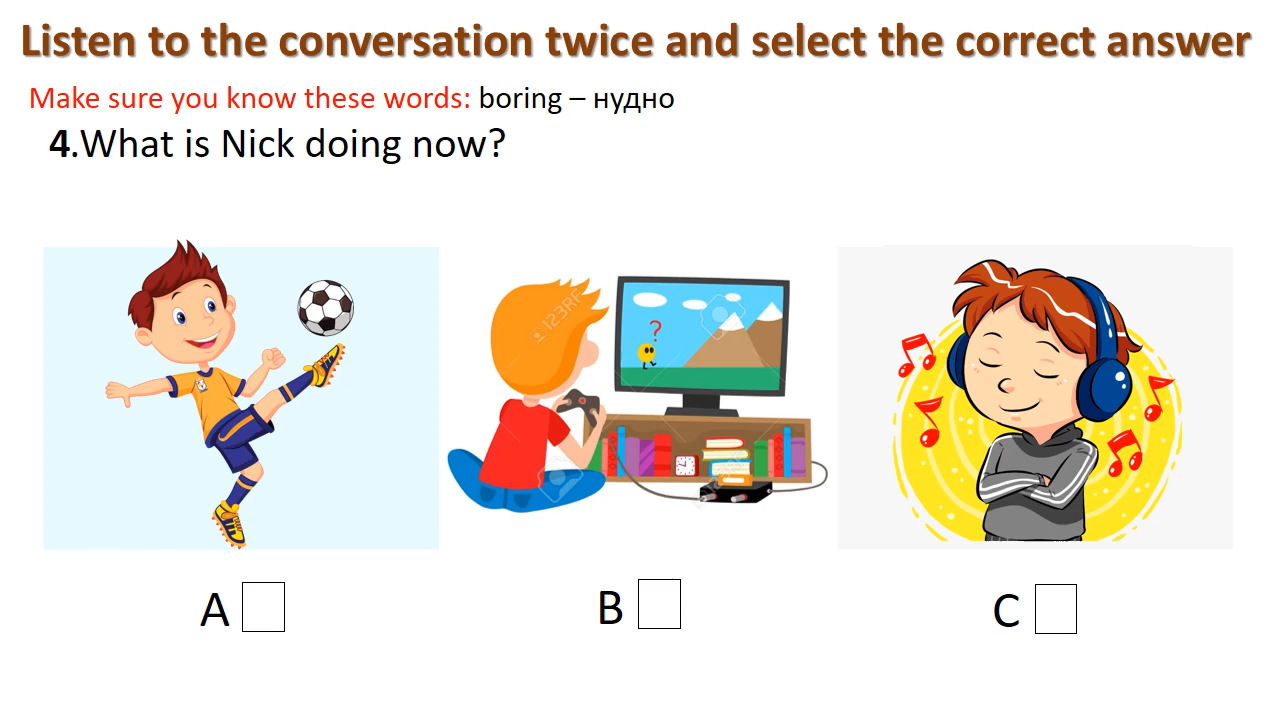 Listen to the conversation twice and select the correct answer
Make sure you know these words: boring – нудно
4.What is Nick doing now?
123RF
?
A
B
C